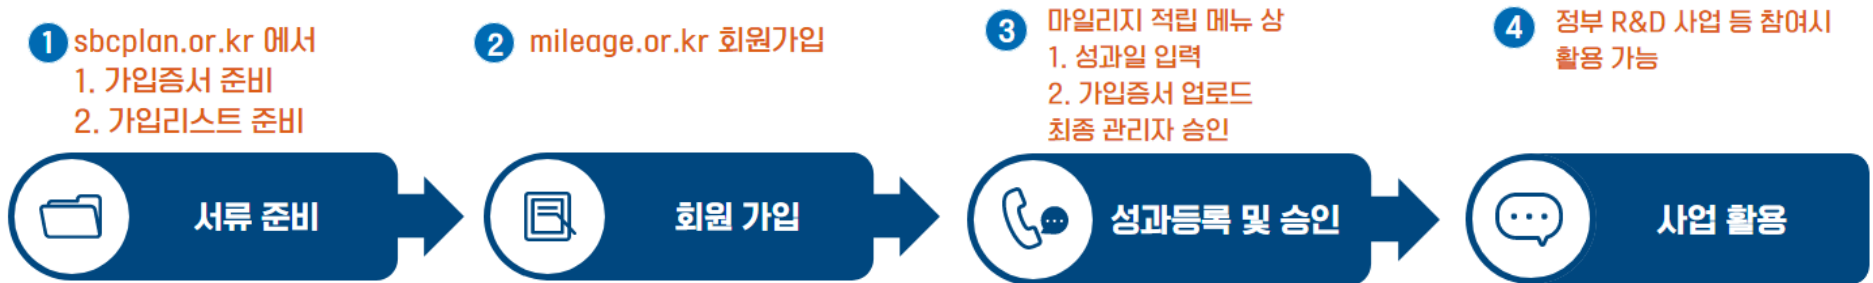 1 sbcplan.or.kr 에서
1. 가입증서 준비
2. 가입리스트 준비
서류 준비
2 mileage.or.kr 회원가입
회원 가입
3 마일리지 적립 메뉴 상
1. 성과일 입력
2. 가입증서 업로드
최종 관리자 승인
성과등록 및 승인
4 정부 R&D 사업 등 참여시
활용 가능
사업 활용